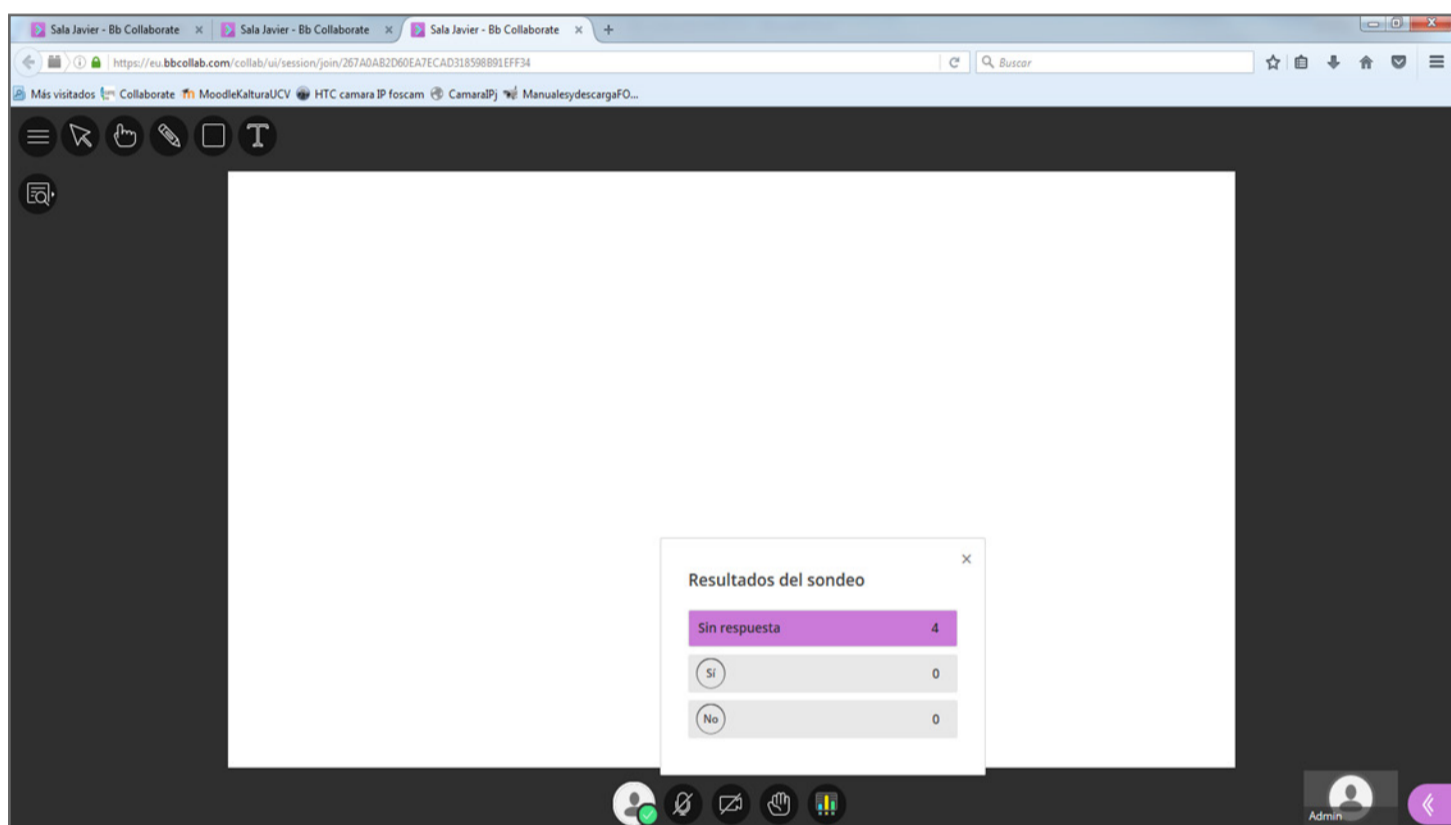 Sala Javier - Bb Collaborate × Sala Javier - Bb Collaborate × Sala Javier - Bb Collaborate × +
https://eu.bbcollab.com/collab/ui/session/join/267A0AB2D60EA7ECAD318598B91EFF34 Buscar
Más visitados Collaborate MoodleKalturaUCV HTC camara IP foscam CamaraIPj ManualesydescargaFO...
T
Resultados del sondeo ×
Sin respuesta 4
Sí 0
No 0
Admin